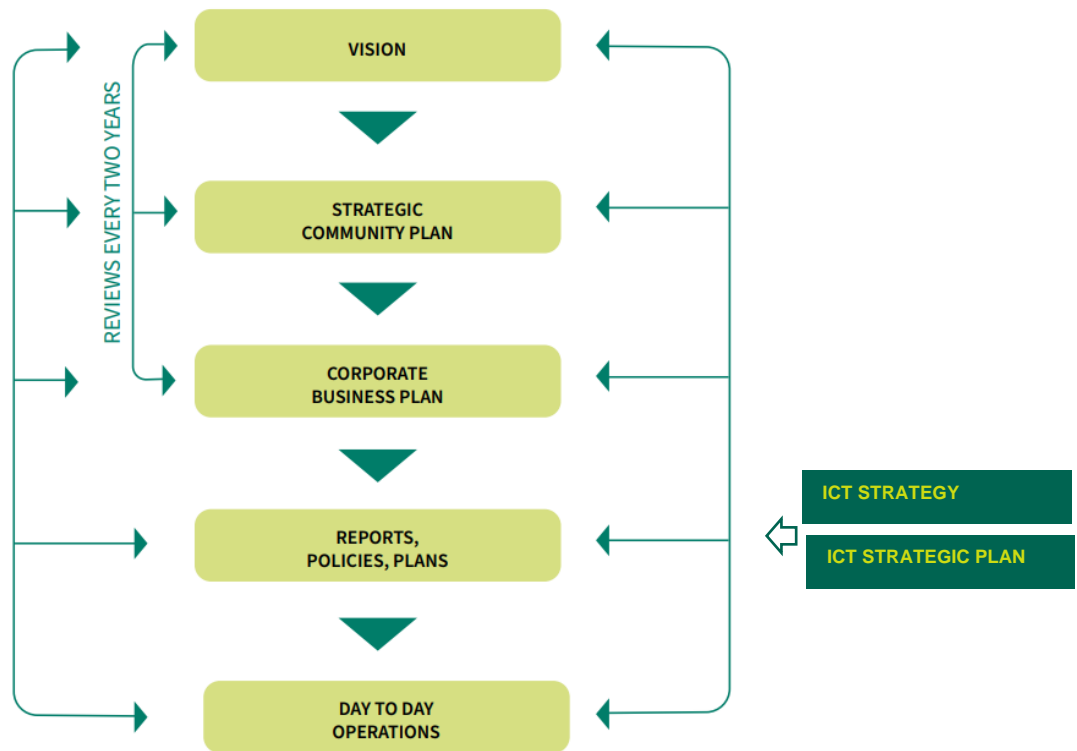 VISION
REVIEWS EVERY TWO YEARS
STRATEGIC
COMMUNITY PLAN
CORPORATE
BUSINESS PLAN
ICT STRATEGY
REPORTS,
POLICIES, PLANS
ICT STRATEGIC PLAN
DAY TO DAY
OPERATIONS